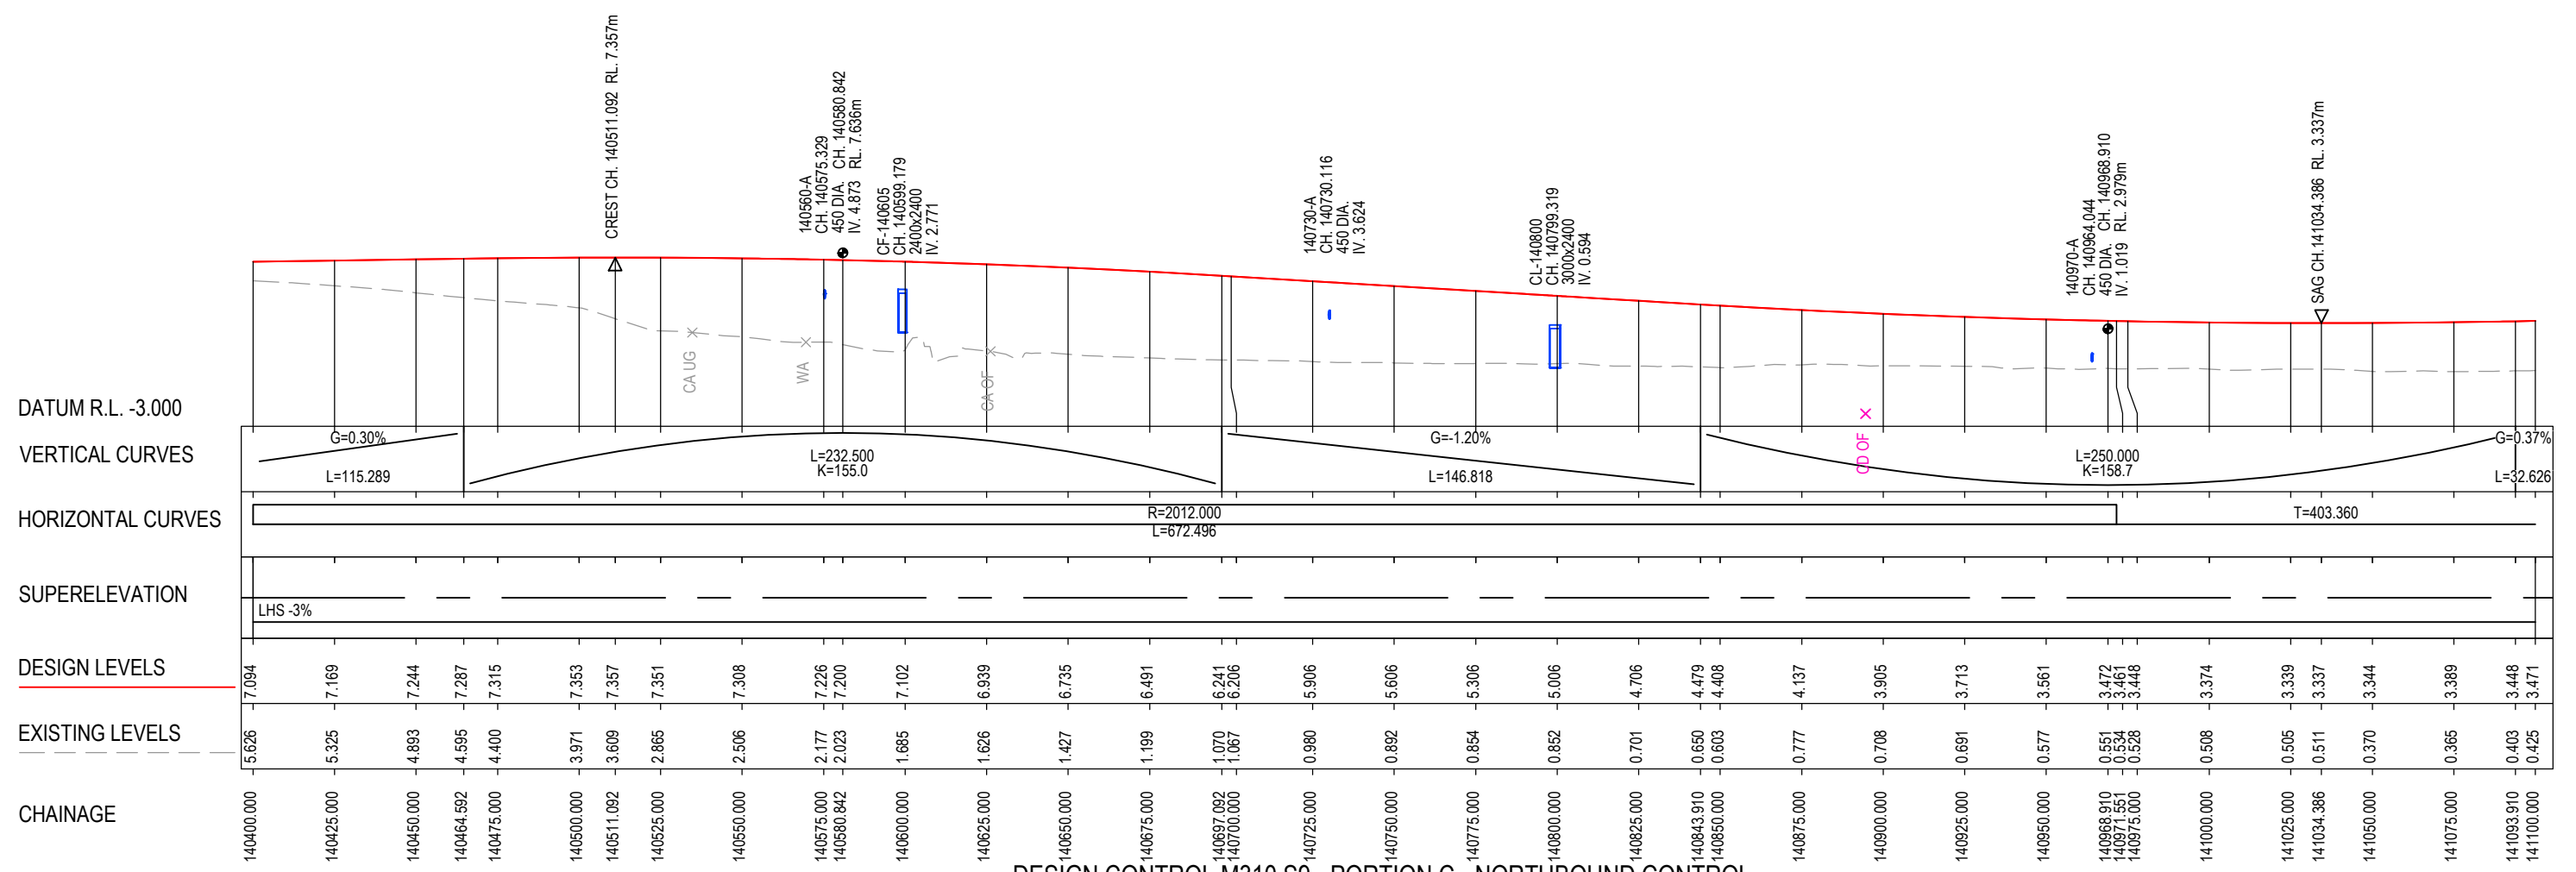 CREST CH. 140511.092 RL. 7.357m
140560-A
CH. 140575.329
450 DIA. CH. 140580.842
IV. 4.873 RL. 7.636m
CF-140605
CH. 140599.179
2400x2400
IV. 2.771
140730-A
CH. 140730.116
450 DIA.
IV. 3.624
CL-140800
CH. 140799.319
3000x2400
IV. 0.594
140970-A
CH. 140964.044
450 DIA. CH. 140968.910
IV. 1.019 RL. 2.979m
SAG CH.141034.386 RL. 3.337m
CA UG
WA
CA OF
OD OF
DATUM R.L. -3.000
VERTICAL CURVES
G=0.30%
L=115.289
L=232.500
K=155.0
G=-1.20%
L=146.818
L=250.000
K=158.7
G=0.37%
L=32.626
HORIZONTAL CURVES
R=2012.000
L=672.496
T=403.360
SUPERELEVATION
LHS -3%
DESIGN LEVELS
7.094 7.169 7.244 7.287 7.315 7.353 7.357 7.351 7.308 7.226 7.200 7.102 6.939 6.735 6.491 6.241 6.206 5.906 5.606 5.306 5.006 4.706 4.479 4.408 4.137 3.905 3.713 3.561 3.472 3.461 3.448 3.374 3.339 3.337 3.344 3.389 3.448 3.471
EXISTING LEVELS
5.626 5.325 4.893 4.595 4.400 3.971 3.609 2.865 2.506 2.177 2.023 1.685 1.626 1.427 1.199 1.070 1.067 0.980 0.892 0.854 0.852 0.701 0.650 0.603 0.777 0.708 0.691 0.577 0.551 0.534 0.528 0.508 0.505 0.511 0.370 0.365 0.403 0.425
CHAINAGE
140400.000 140425.000 140450.000 140464.592 140475.000 140500.000 140511.092 140525.000 140550.000 140575.000 140580.842 140600.000 140625.000 140650.000 140675.000 140697.092 140700.000 140725.000 140750.000 140775.000 140800.000 140825.000 140843.910 140850.000 140875.000 140900.000 140925.000 140950.000 140968.910 140971.551 140975.000 141000.000 141025.000 141034.386 141050.000 141075.000 141093.910 141100.000
DESIGN CONTROL M310 S2 - PORTION C - NORTHBOUND CONTROL